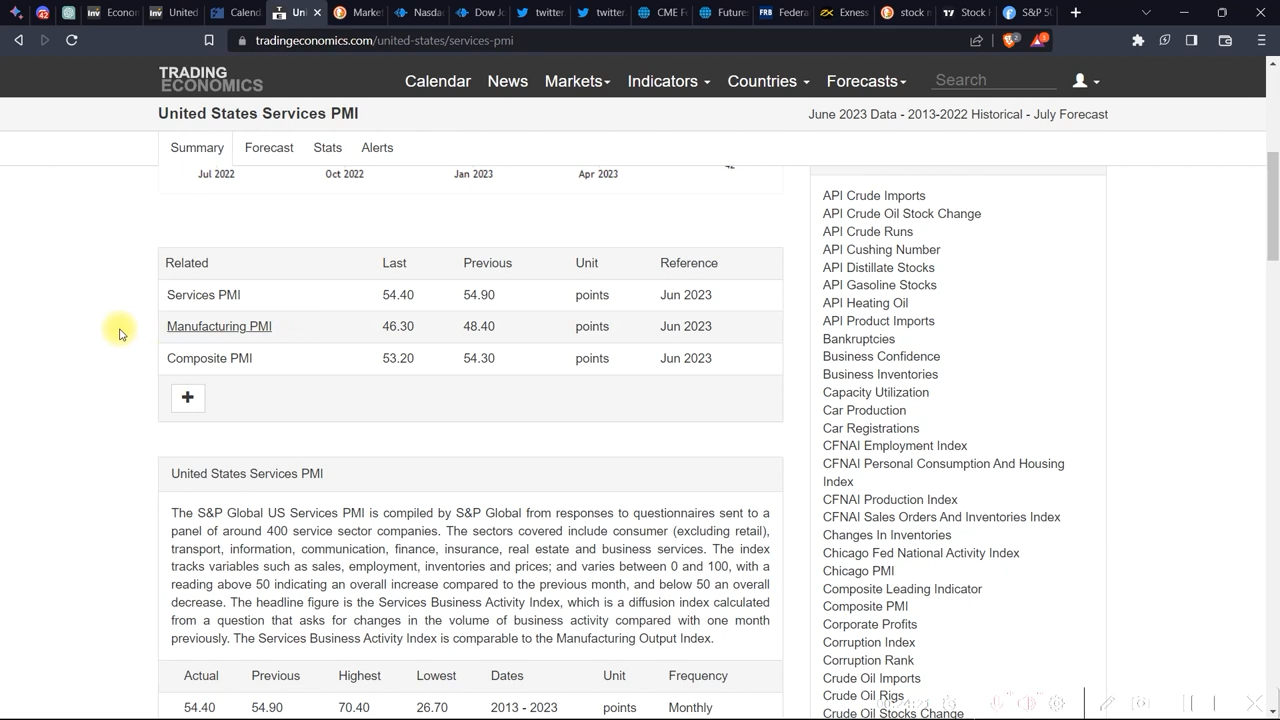 Econ
United
Calend
Uni
Market
Nasda
Dow Jo
twitter
twitter
CME F
Future
FRB
Federa
Exness
stock m
Stock H
S&P 50
tradingeconomics.com/united-states/services-pmi
TRADING
ECONOMICS
Calendar
News
Markets
Indicators
Countries
Forecasts
Search
United States Services PMI
June 2023 Data - 2013-2022 Historical - July Forecast
Summary
Forecast
Stats
Alerts
Jul 2022
Oct 2022
Jan 2023
Apr 2023
Related Last Previous Unit Reference
Services PMI 54.40 54.90 points Jun 2023
Manufacturing PMI 46.30 48.40 points Jun 2023
Composite PMI 53.20 54.30 points Jun 2023
United States Services PMI
The S&P Global US Services PMI is compiled by S&P Global from responses to questionnaires sent to a
panel of around 400 service sector companies. The sectors covered include consumer (excluding retail),
transport, information, communication, finance, insurance, real estate and business services. The index
tracks variables such as sales, employment, inventories and prices; and varies between 0 and 100, with a
reading above 50 indicating an overall increase compared to the previous month, and below 50 an overall
decrease. The headline figure is the Services Business Activity Index, which is a diffusion index calculated
from a question that asks for changes in the volume of business activity compared with one month
previously. The Services Business Activity Index is comparable to the Manufacturing Output Index.
Actual Previous Highest Lowest Dates Unit Frequency
54.40 54.90 70.40 26.70 2013 - 2023 points Monthly
API Crude Imports
API Crude Oil Stock Change
API Crude Runs
API Cushing Number
API Distillate Stocks
API Gasoline Stocks
API Heating Oil
API Product Imports
Bankruptcies
Business Confidence
Business Inventories
Capacity Utilization
Car Production
Car Registrations
CFNAI Employment Index
CFNAI Personal Consumption And Housing
Index
CFNAI Production Index
CFNAI Sales Orders And Inventories Index
Changes In Inventories
Chicago Fed National Activity Index
Chicago PMI
Composite Leading Indicator
Composite PMI
Corporate Profits
Corruption Index
Corruption Rank
Crude Oil Imports
Crude Oil Rigs
Crude Oil Stocks Change